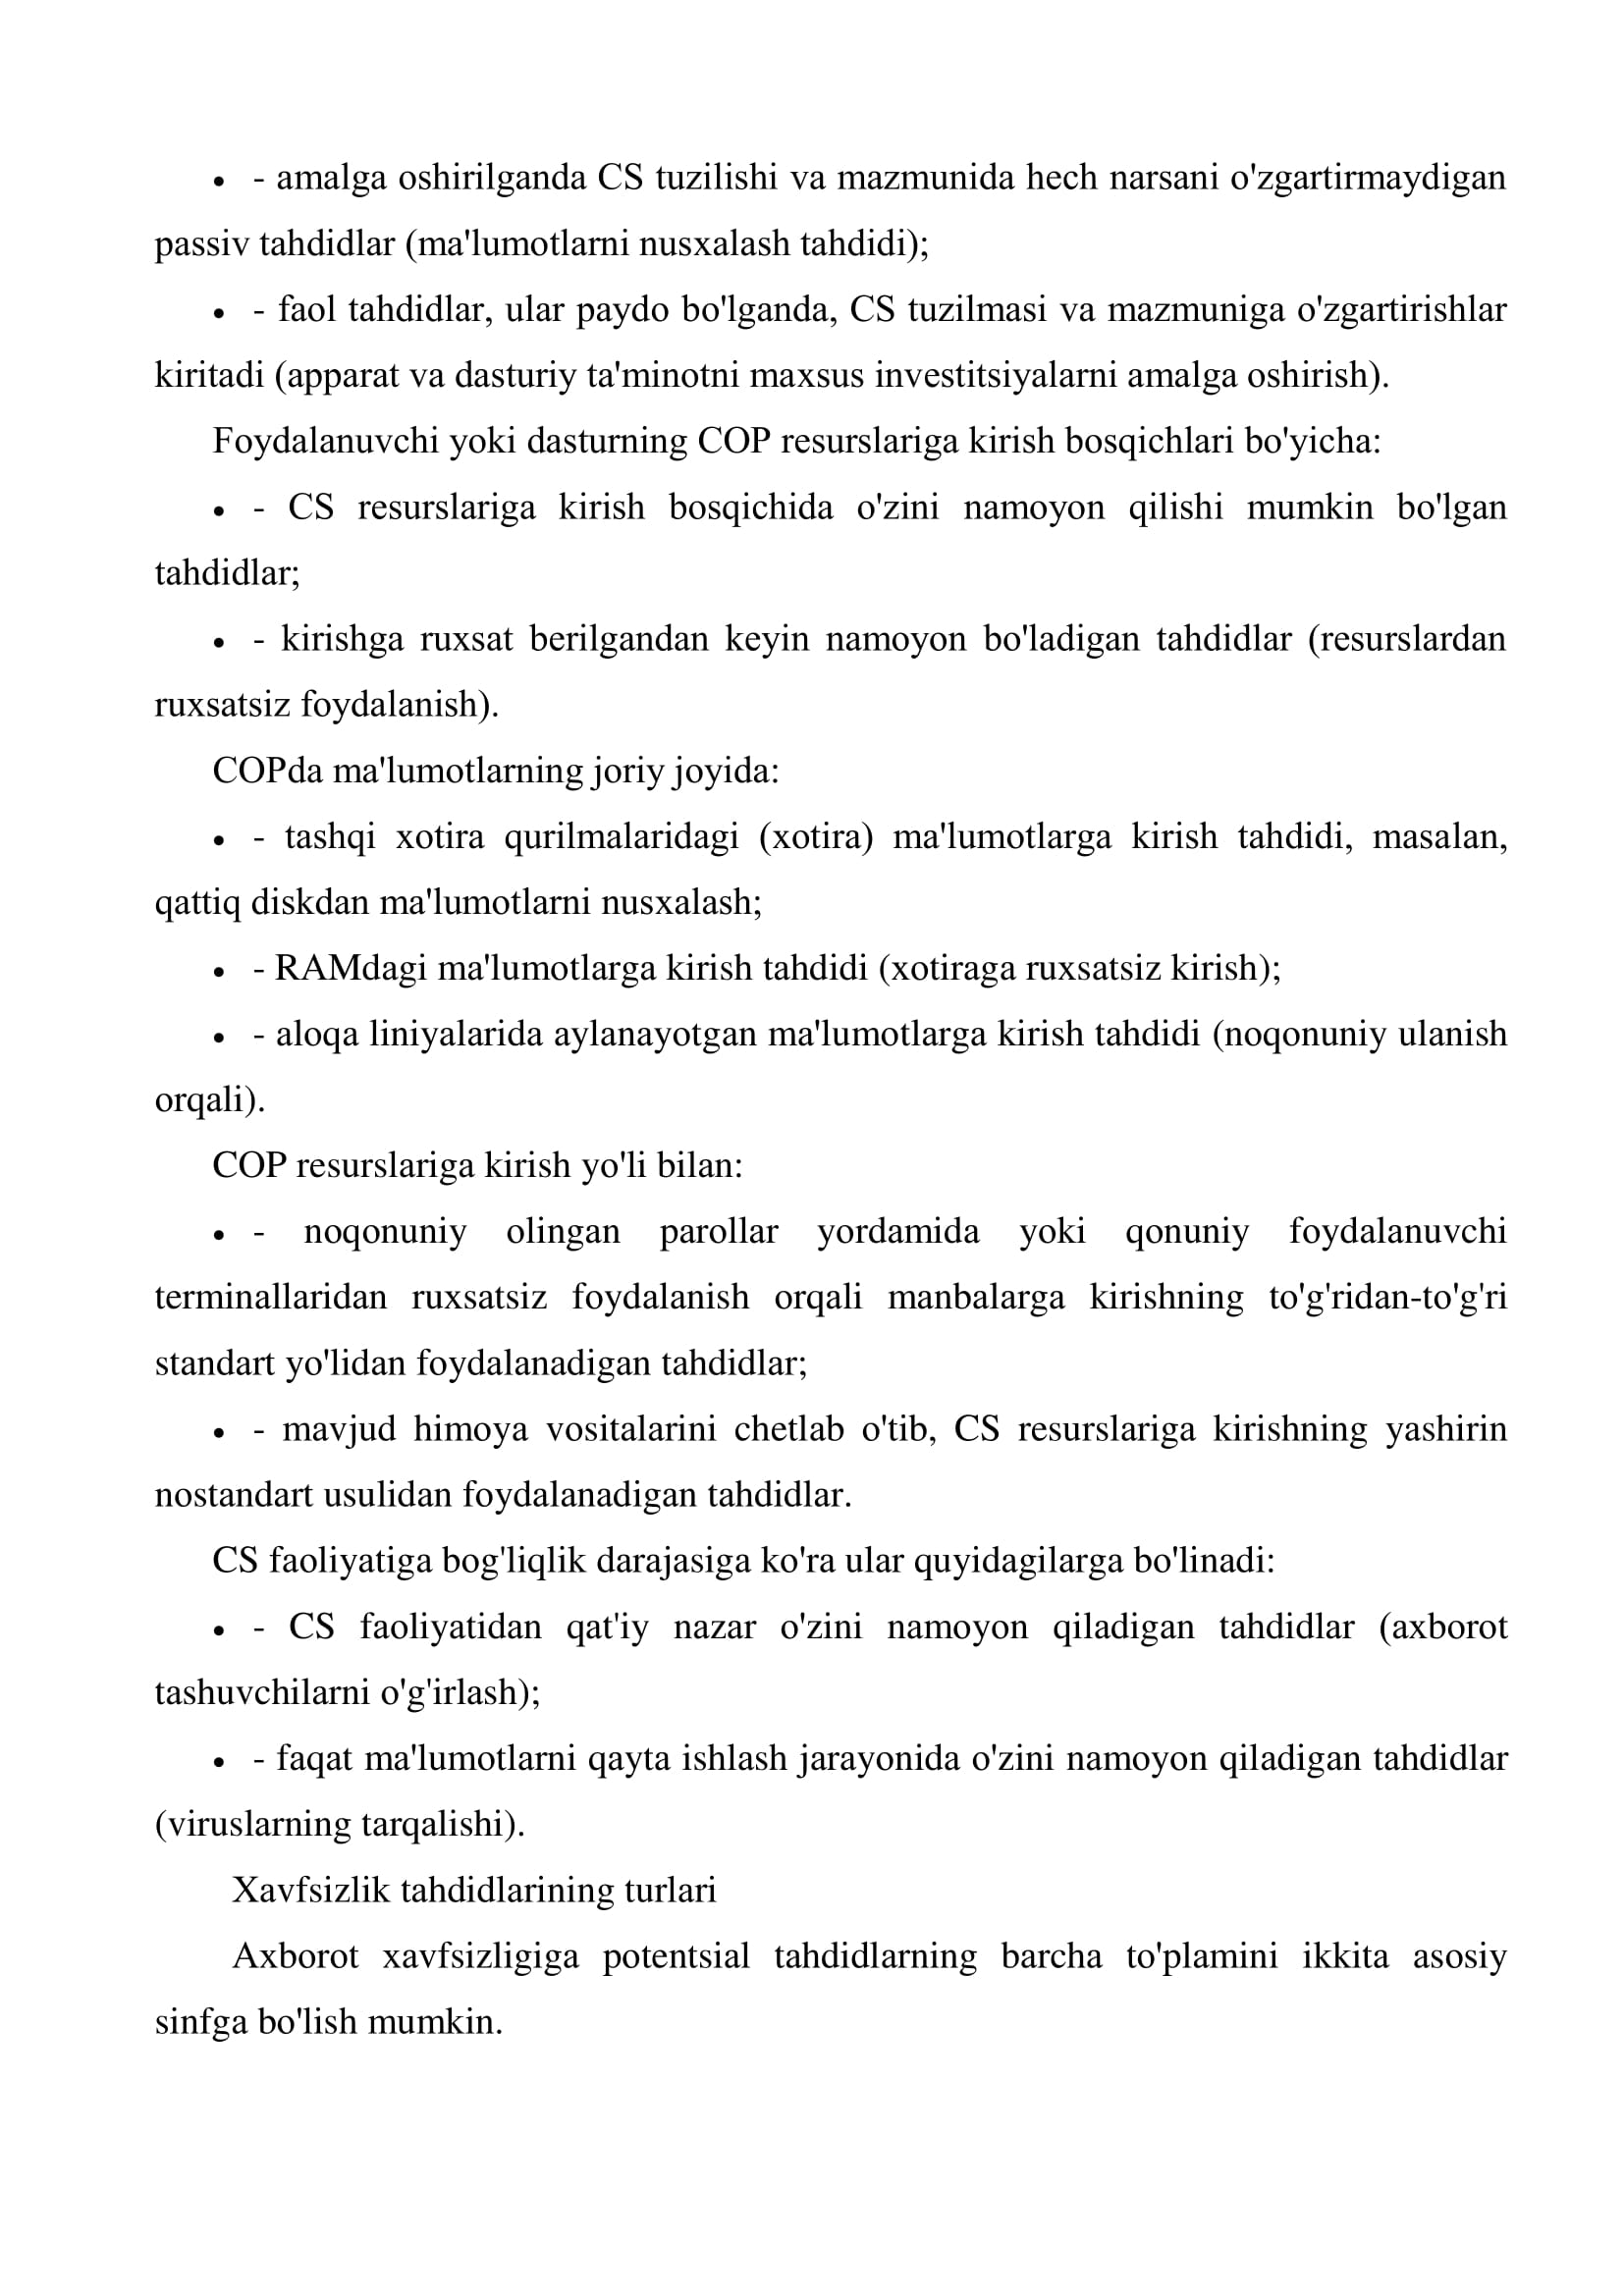 • - amalga oshirilganda CS tuzilishi va mazmunida hech narsani o'zgartirmaydigan
passiv tahdidlar (ma'lumotlarni nusxalash tahdidi);
• - faol tahdidlar, ular paydo bo'lganda, CS tuzilmasi va mazmuniga o'zgartirishlar
kiritadi (apparat va dasturiy ta'minotni maxsus investitsiyalarni amalga oshirish).
Foydalanuvchi yoki dasturning COP resurslariga kirish bosqichlari bo'yicha:
• - CS resurslariga kirish bosqichida o'zini namoyon qilishi mumkin bo'lgan
tahdidlar;
• - kirishga ruxsat berilgandan keyin namoyon bo'ladigan tahdidlar (resurslardan
ruxsatsiz foydalanish).
COPda ma'lumotlarning joriy joyida:
• - tashqi xotira qurilmalaridagi (xotira) ma'lumotlarga kirish tahdidi, masalan,
qattiq diskdan ma'lumotlarni nusxalash;
• - RAMdagi ma'lumotlarga kirish tahdidi (xotiraga ruxsatsiz kirish);
• - aloqa liniyalarida aylanayotgan ma'lumotlarga kirish tahdidi (noqonuniy ulanish
orqali).
COP resurslariga kirish yo'li bilan:
• - noqonuniy olingan parollar yordamida yoki qonuniy foydalanuvchi
terminallaridan ruxsatsiz foydalanish orqali manbalarga kirishning to'g'ridan-to'g'ri
standart yo'lidan foydalanadigan tahdidlar;
• - mavjud himoya vositalarini chetlab o'tib, CS resurslariga kirishning yashirin
nostandart usulidan foydalanadigan tahdidlar.
CS faoliyatiga bog'liqlik darajasiga ko'ra ular quyidagilarga bo'linadi:
• - CS faoliyatidan qat'iy nazar o'zini namoyon qiladigan tahdidlar (axborot
tashuvchilarni o'g'irlash);
• - faqat ma'lumotlarni qayta ishlash jarayonida o'zini namoyon qiladigan tahdidlar
(viruslarning tarqalishi).
Xavfsizlik tahdidlarining turlari
Axborot xavfsizligiga potentsial tahdidlarning barcha to'plamini ikkita asosiy
sinfga bo'lish mumkin.